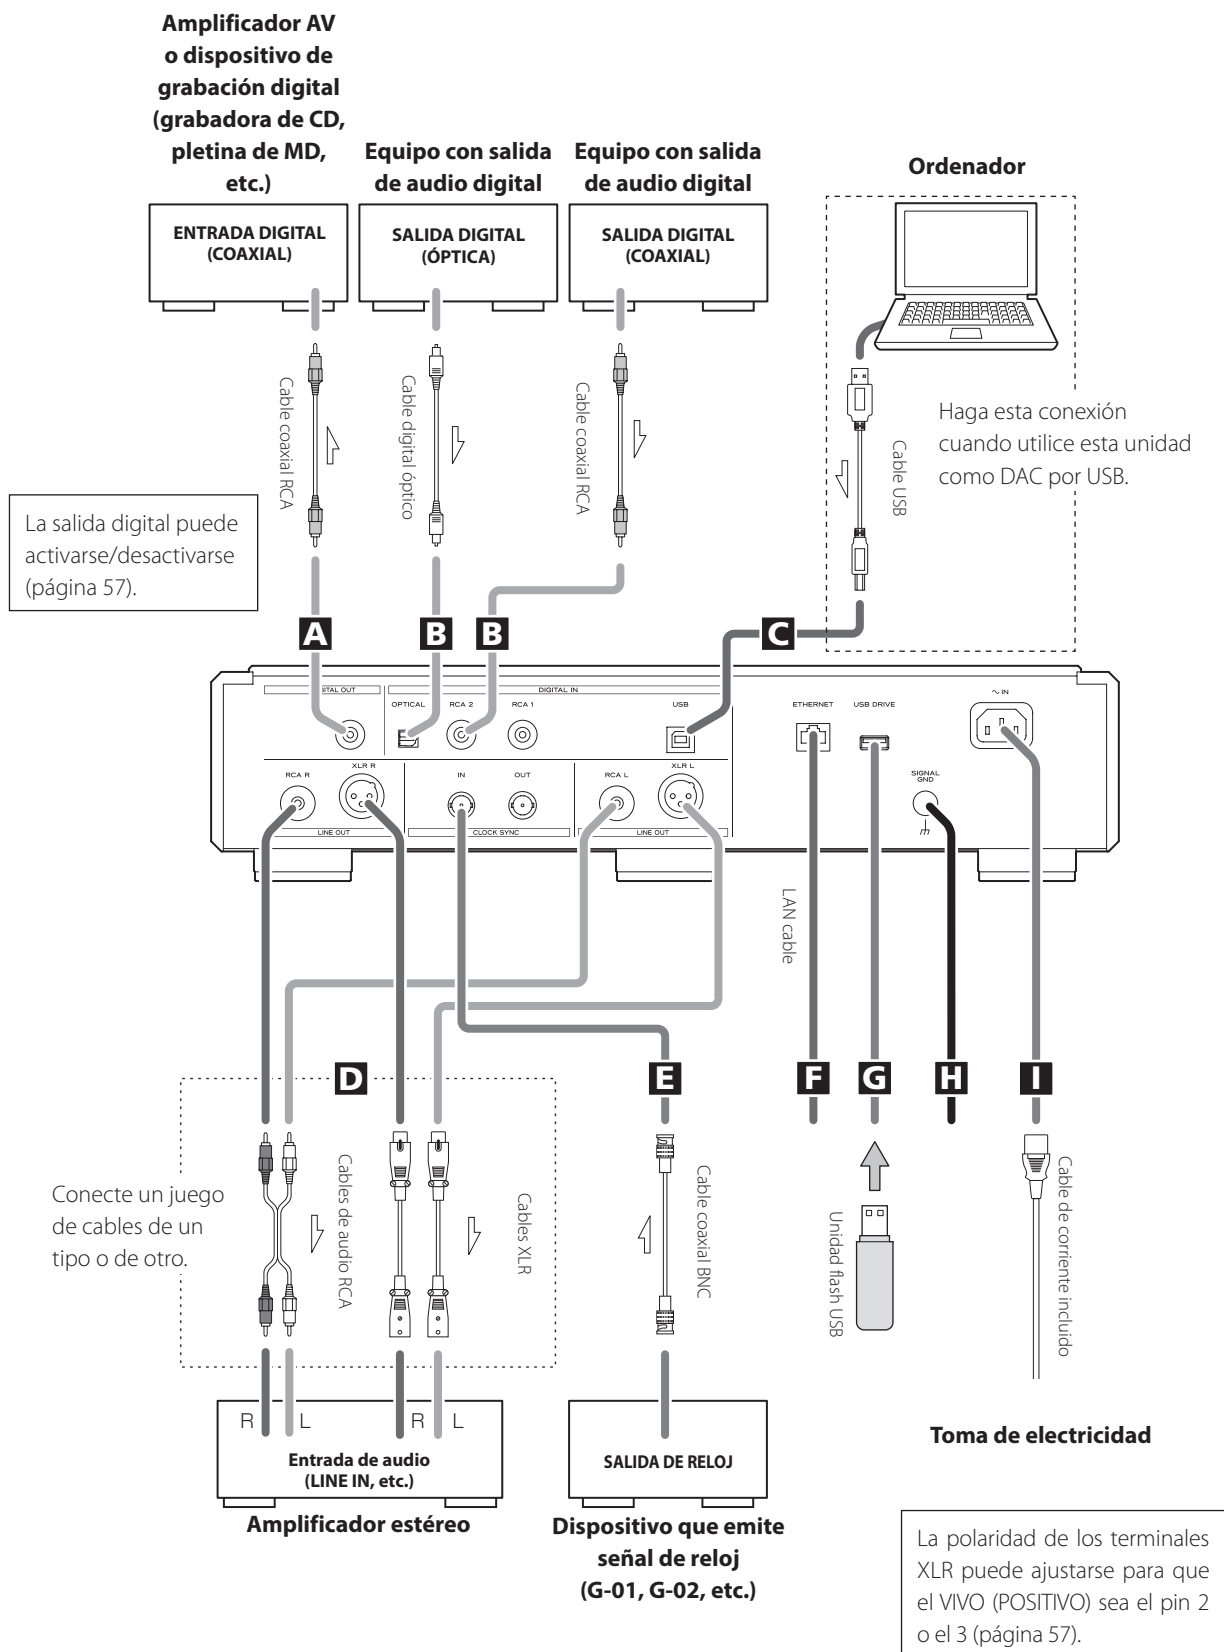 Amplificador AV
o dispositivo de
grabación digital
(grabadora de CD,
pletina de MD,
etc.)
Equipo con salida
de audio digital
Equipo con salida
de audio digital
Ordenador
ENTRADA DIGITAL
(COAXIAL)
SALIDA DIGITAL
(ÓPTICA)
SALIDA DIGITAL
(COAXIAL)
Cable coaxial RCA
Cable digital óptico
Cable coaxial RCA
Cable USB
Haga esta conexión
cuando utilice esta unidad
como DAC por USB.
La salida digital puede
activarse/desactivarse
(página 57).
A
B
B
C
ITAL OUT
DIGITAL IN
OPTICAL
RCA 2
RCA 1
USB
ETHERNET
USB DRIVE
~ IN
RCA R
XLR R
IN
OUT
RCA L
XLR L
SIGNAL
GND
LINE OUT
CLOCK SYNC
LINE OUT
LAN cable
D
E
F
G
H
I
Conecte un juego
de cables de un
tipo o de otro.
Cables de audio RCA
Cables XLR
Cable coaxial BNC
Unidad flash USB
Cable de corriente incluido
R
L
R
L
Entrada de audio
(LINE IN, etc.)
SALIDA DE RELOJ
Toma de electricidad
Amplificador estéreo
Dispositivo que emite
señal de reloj
(G-01, G-02, etc.)
La polaridad de los terminales
XLR puede ajustarse para que
el VIVO (POSITIVO) sea el pin 2
o el 3 (página 57).